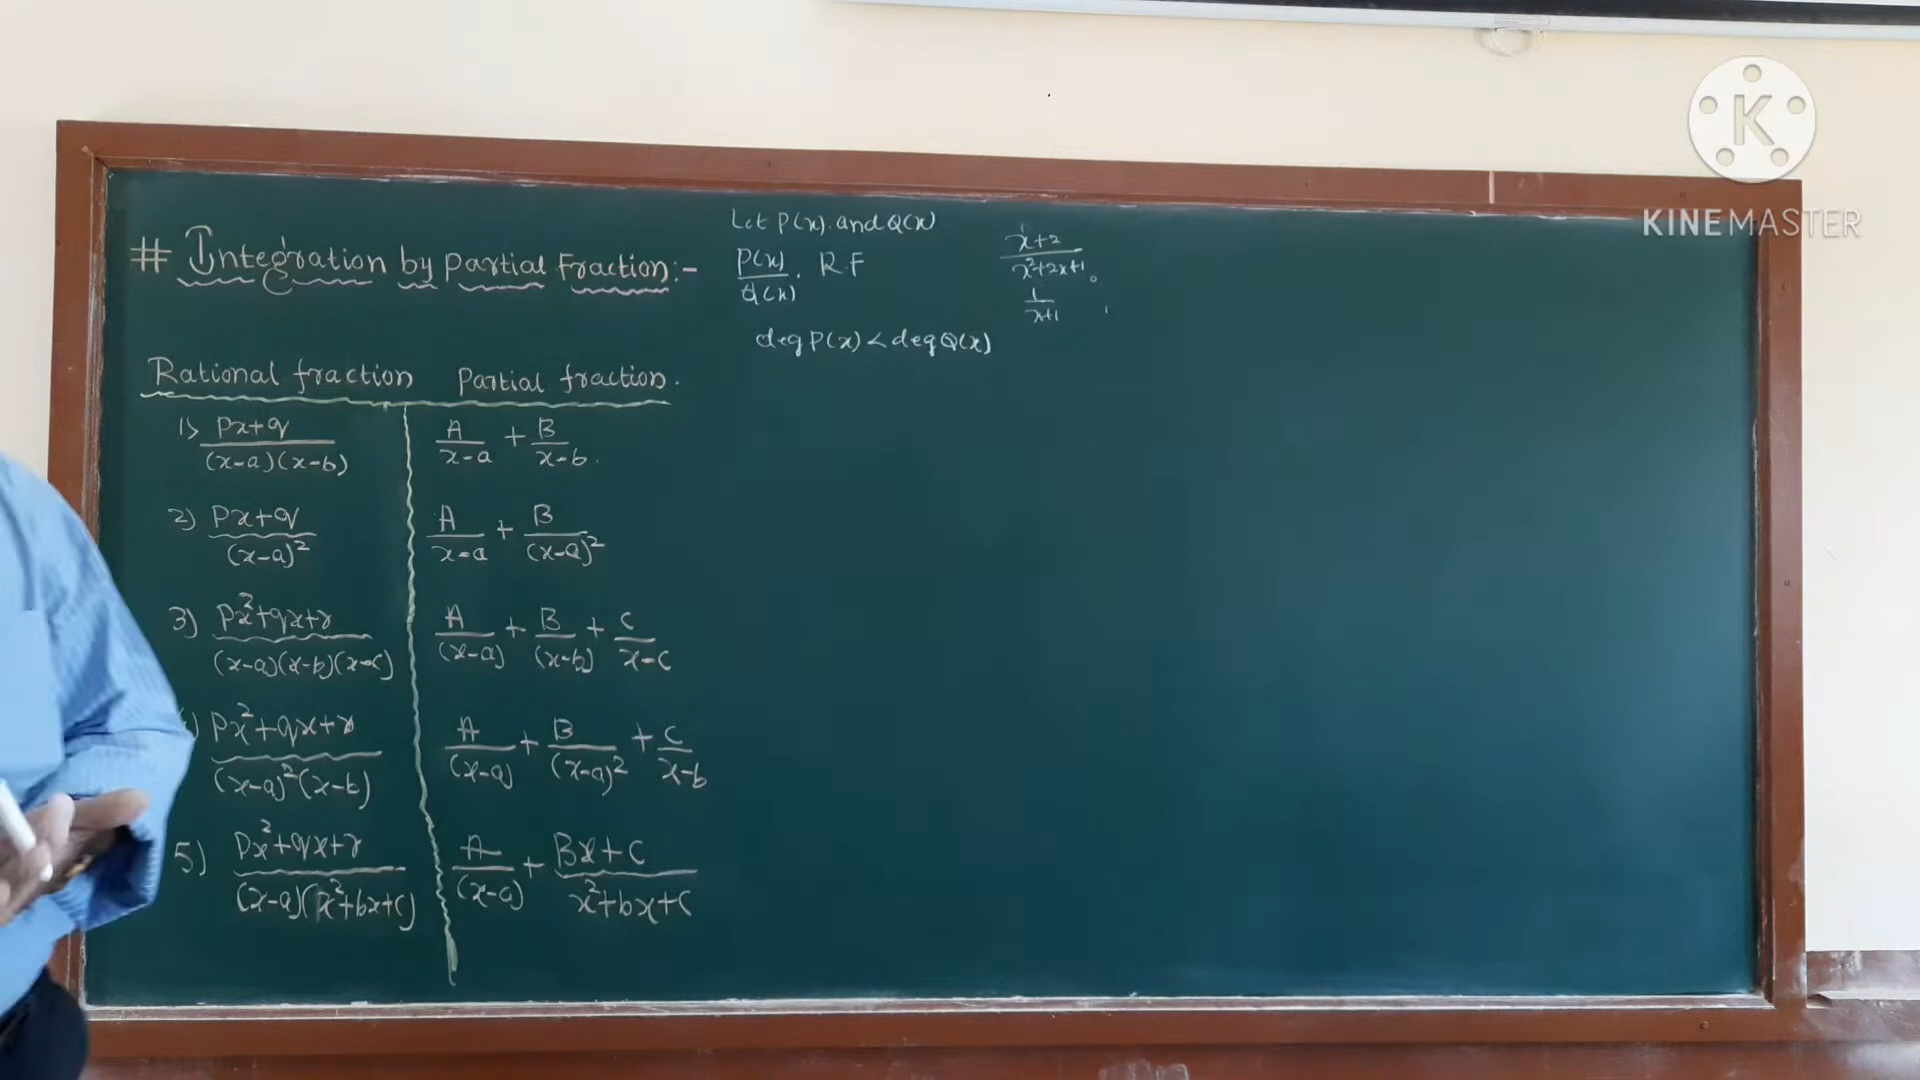 # Integration by Partial Fraction:-
Rational fraction Partial fraction.
1) Px+q/(x-a)(x-b) A/x-a + B/x-b.
2) Px+q/(x-a)² A/x-a + B/(x-a)²
3) Px²+qx+r/(x-a)(x-b)(x-c) A/(x-a) + B/(x-b) + C/x-c
) Px²+qx+r/(x-a)²(x-b) A/(x-a) + B/(x-a)² + C/x-b
5) Px²+qx+r/(x-a)(x²+bx+c) A/(x-a) + Bx+C/x²+bx+c
Let P(x). and Q(x)
P(x)/Q(x). R.F
deg P(x) < deg Q(x)
x+2/x²+2x+1
1/x+1
KINEMASTER